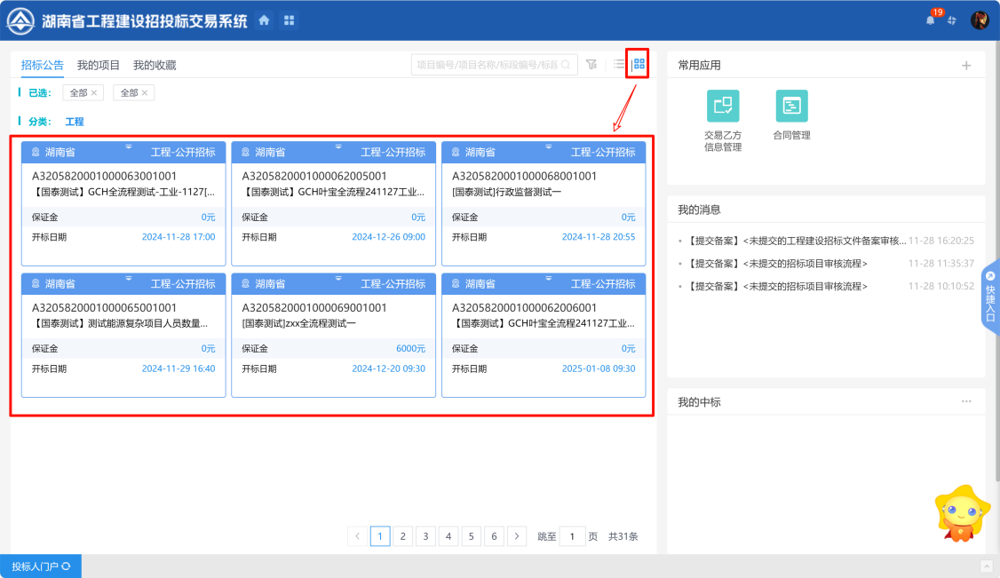 湖南省工程建设招投标交易系统
19
招标公告 我的项目 我的收藏
项目编号/项目名称/标段编号/标段
已选： 全部 × 全部 ×
分类： 工程
湖南省 工程-公开招标
A3205820001000063001001
【国泰测试】GCH全流程测试-工业-1127[...
保证金 0元
开标日期 2024-11-28 17:00
湖南省 工程-公开招标
A3205820001000062005001
【国泰测试】GCH叶宝全流程241127工业...
保证金 0元
开标日期 2024-12-26 09:00
湖南省 工程-公开招标
A3205820001000068001001
[国泰测试]行政监督测试一
保证金 0元
开标日期 2024-11-28 20:55
湖南省 工程-公开招标
A3205820001000065001001
【国泰测试】测试能源复杂项目人员数量...
保证金 0元
开标日期 2024-11-29 16:40
湖南省 工程-公开招标
A3205820001000069001001
[国泰测试]zxx全流程测试一
保证金 6000元
开标日期 2024-12-20 09:30
湖南省 工程-公开招标
A3205820001000062006001
【国泰测试】GCH叶宝全流程241127工业...
保证金 0元
开标日期 2025-01-08 09:30
< 1 2 3 4 5 6 > 跳至 1 页 共31条
常用应用
交易乙方
信息管理
合同管理
我的消息
【提交备案】<未提交的工程建设招标文件备案审核... 11-28 16:20:25
【提交备案】<未提交的招标项目审核流程> 11-28 11:35:37
【提交备案】<未提交的招标项目审核流程> 11-28 10:10:52
我的中标 ...
快捷入口
投标人门户